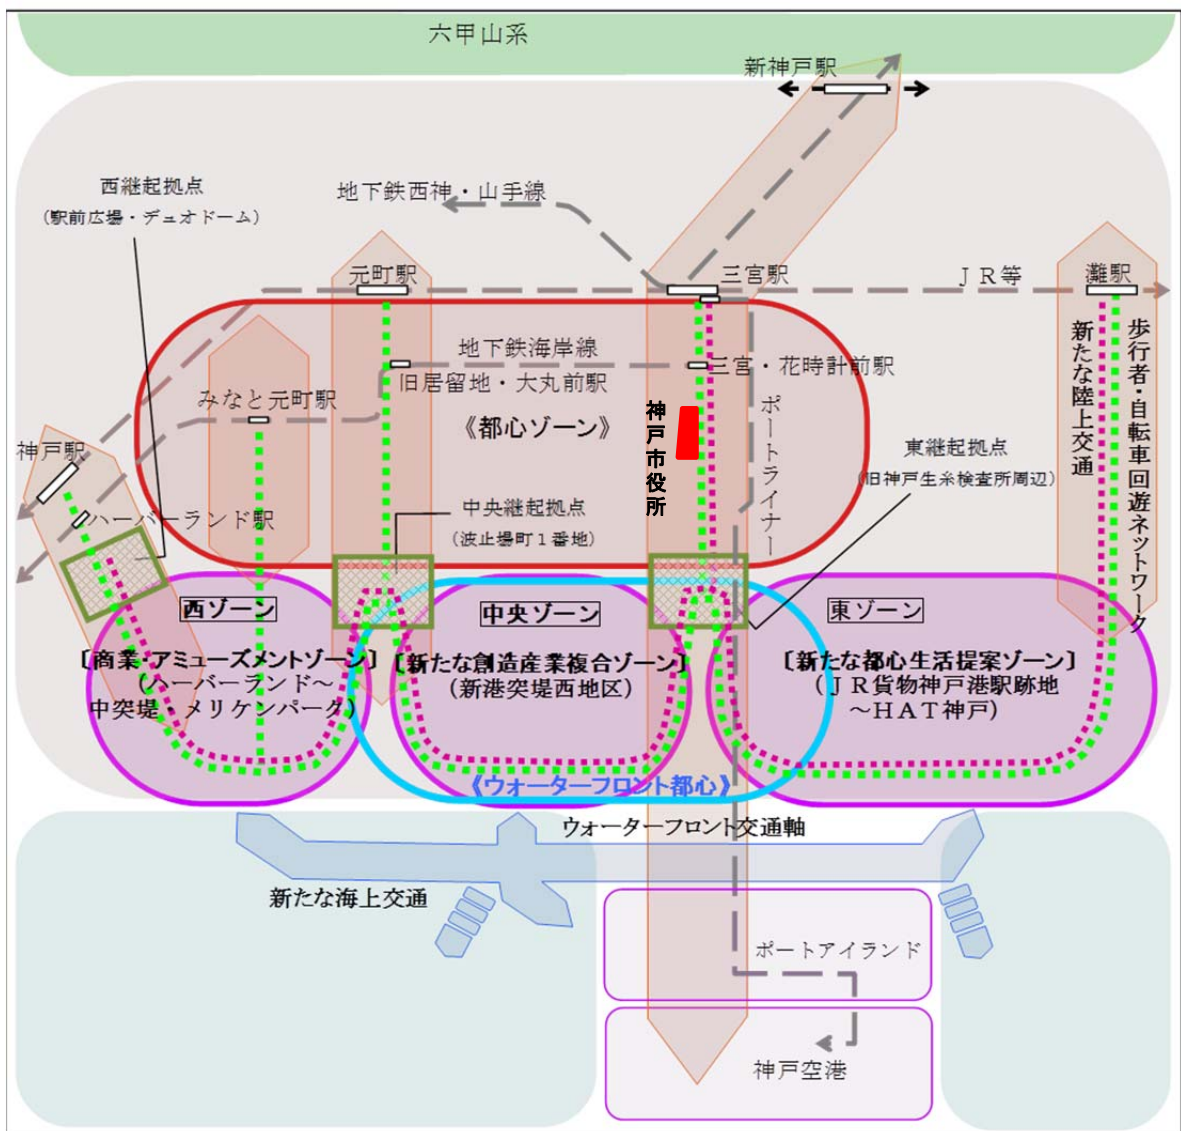 六甲山系
新神戸駅
西継起拠点
(駅前広場・デュオドーム)
地下鉄西神・山手線
元町駅
三宮駅
ＪＲ等
灘駅
地下鉄海岸線
旧居留地・大丸前駅
三宮・花時計前駅
みなと元町駅
《都心ゾーン》
神戸市役所
ポートライナー
新たな陸上交通
歩行者・自転車回遊ネットワーク
神戸駅
ハーバーランド駅
中央継起拠点
(波止場町１番地)
東継起拠点
(旧神戸生糸検査所周辺)
西ゾーン
〔商業・アミューズメントゾーン〕
(ハーバーランド～
中突堤・メリケンパーク)
中央ゾーン
〔新たな創造産業複合ゾーン〕
(新港突堤西地区)
東ゾーン
〔新たな都心生活提案ゾーン〕
(ＪＲ貨物神戸港駅跡地
～HAT神戸)
《ウォーターフロント都心》
ウォーターフロント交通軸
新たな海上交通
ポートアイランド
神戸空港